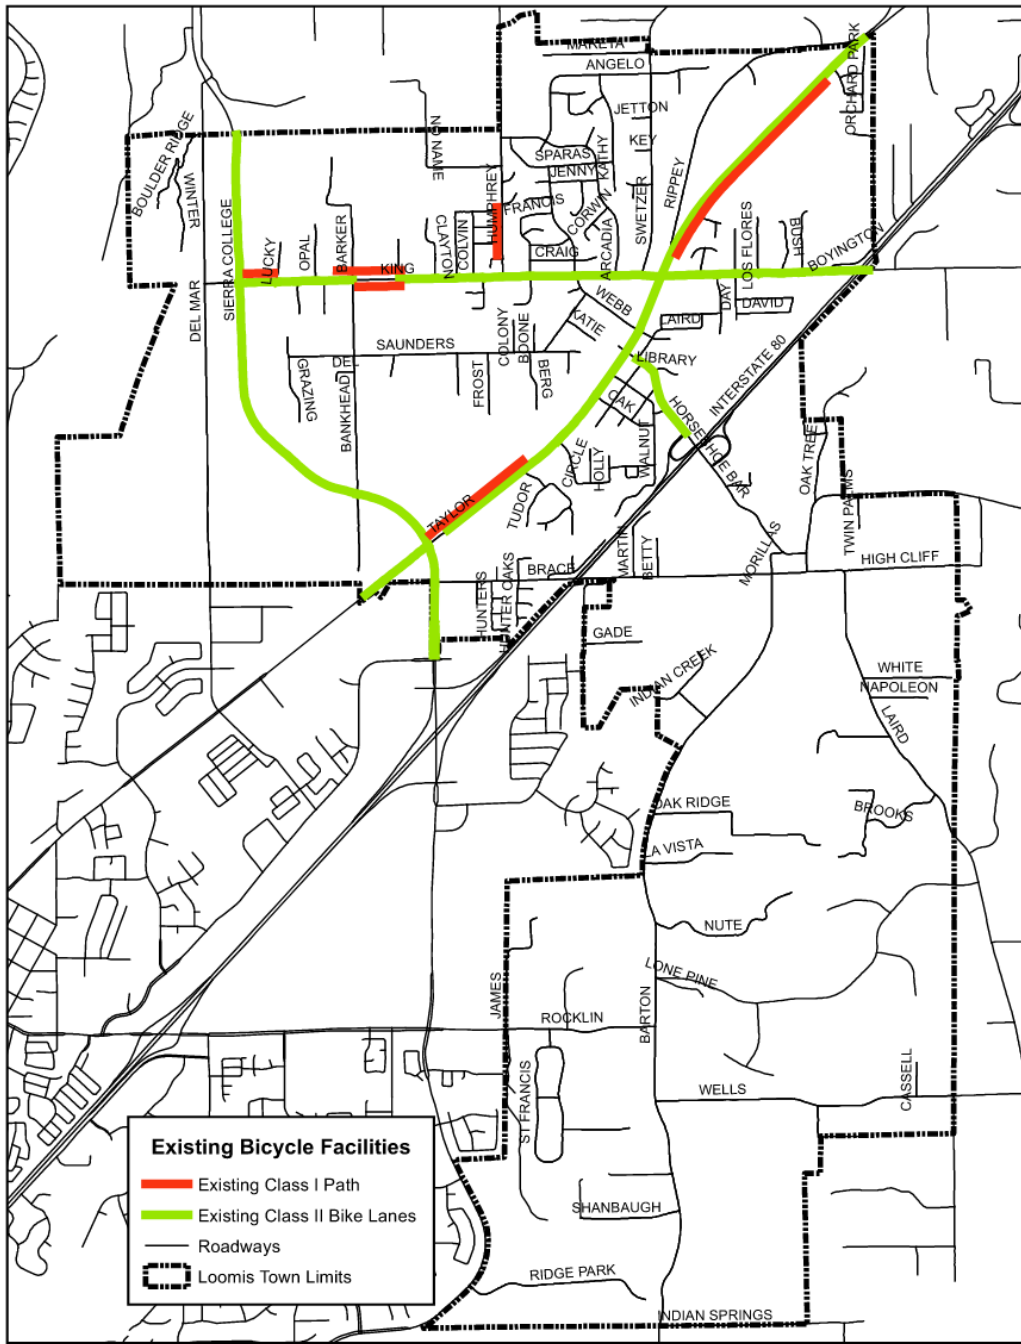 MAKETA
ANGELO
ORCHARD PARK
JETTON
KEY
NO NAME
BOULDER RIDGE
WINTER
SPARAS
JENNY
KATHY
RIPPEY
HUMPHREY
FRANCIS
CORWIN
SWETZER
SIERRA COLLEGE
LUCKY
OPAL
BARKER
KING
CLAYTON
COLVIN
CRAIG
ARCADIA
LOS FLORES
BUSH
BOYINGTON
DEL MAR
WEBB
KATIE
LAIRD
DAY
DAVID
SAUNDERS
COLONY
BOONE
LIBRARY
INTERSTATE 80
GRAZING
DEL
BANKHEAD
FROST
BERG
OAK
HORSESHOE BAR
WALNUT
CIRCLE
HOLLY
OAK TREE
TAYLOR
TUDOR
TWIN PALMS
MARTIN
BETTY
MORILLAS
HIGH CLIFF
BRACE
HUNTERS
HUNTER OAKS
GADE
INDIAN CREEK
WHITE
NAPOLEON
LAIRD
OAK RIDGE
BROOKS
LA VISTA
NUTE
LONE PINE
JAMES
ROCKLIN
BARTON
ST FRANCIS
WELLS
CASSELL
SHANBAUGH
RIDGE PARK
INDIAN SPRINGS
Existing Bicycle Facilities
Existing Class I Path
Existing Class II Bike Lanes
Roadways
Loomis Town Limits